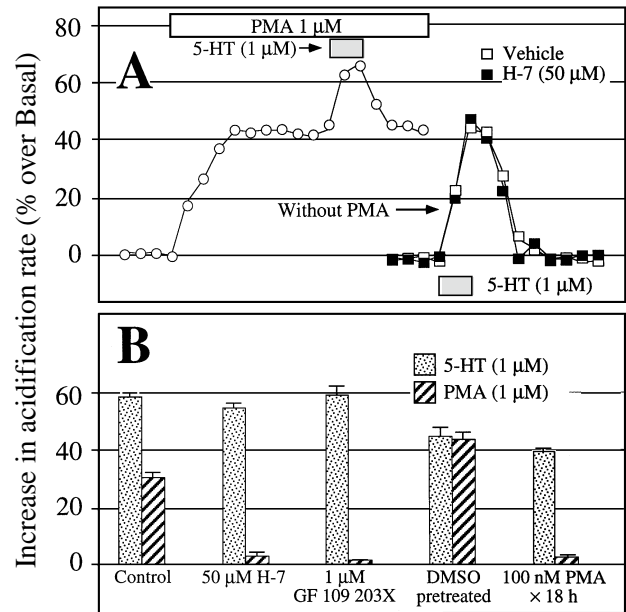 Increase in acidification rate (% over Basal)
A
80
60
40
20
0
PMA 1 µM
5-HT (1 µM)
Vehicle
H-7 (50 µM)
Without PMA
5-HT (1 µM)
B
60
40
20
0
5-HT (1 µM)
PMA (1 µM)
Control
50 µM H-7
1 µM
GF 109 203X
DMSO
pretreated
100 nM PMA
× 18 h